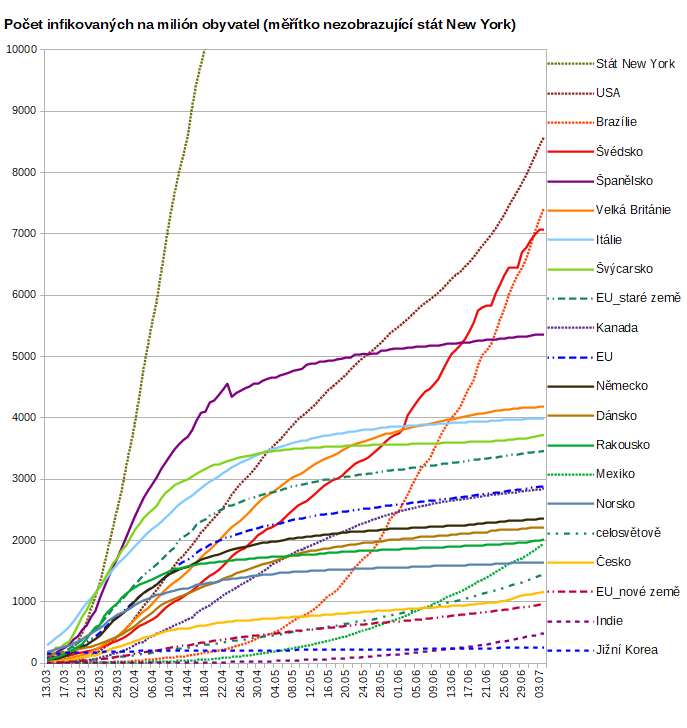 Počet infikovaných na milión obyvatel (měřítko nezobrazující stát New York)
10000
9000
8000
7000
6000
5000
4000
3000
2000
1000
0
13.03
17.03
21.03
25.03
29.03
02.04
06.04
10.04
14.04
18.04
22.04
26.04
30.04
04.05
08.05
12.05
16.05
20.05
24.05
28.05
01.06
05.06
09.06
13.06
17.06
21.06
25.06
29.06
03.07
Stát New York
USA
Brazílie
Švédsko
Španělsko
Velká Británie
Itálie
Švýcarsko
EU_staré země
Kanada
EU
Německo
Dánsko
Rakousko
Mexiko
Norsko
celosvětově
Česko
EU_nové země
Indie
Jižní Korea